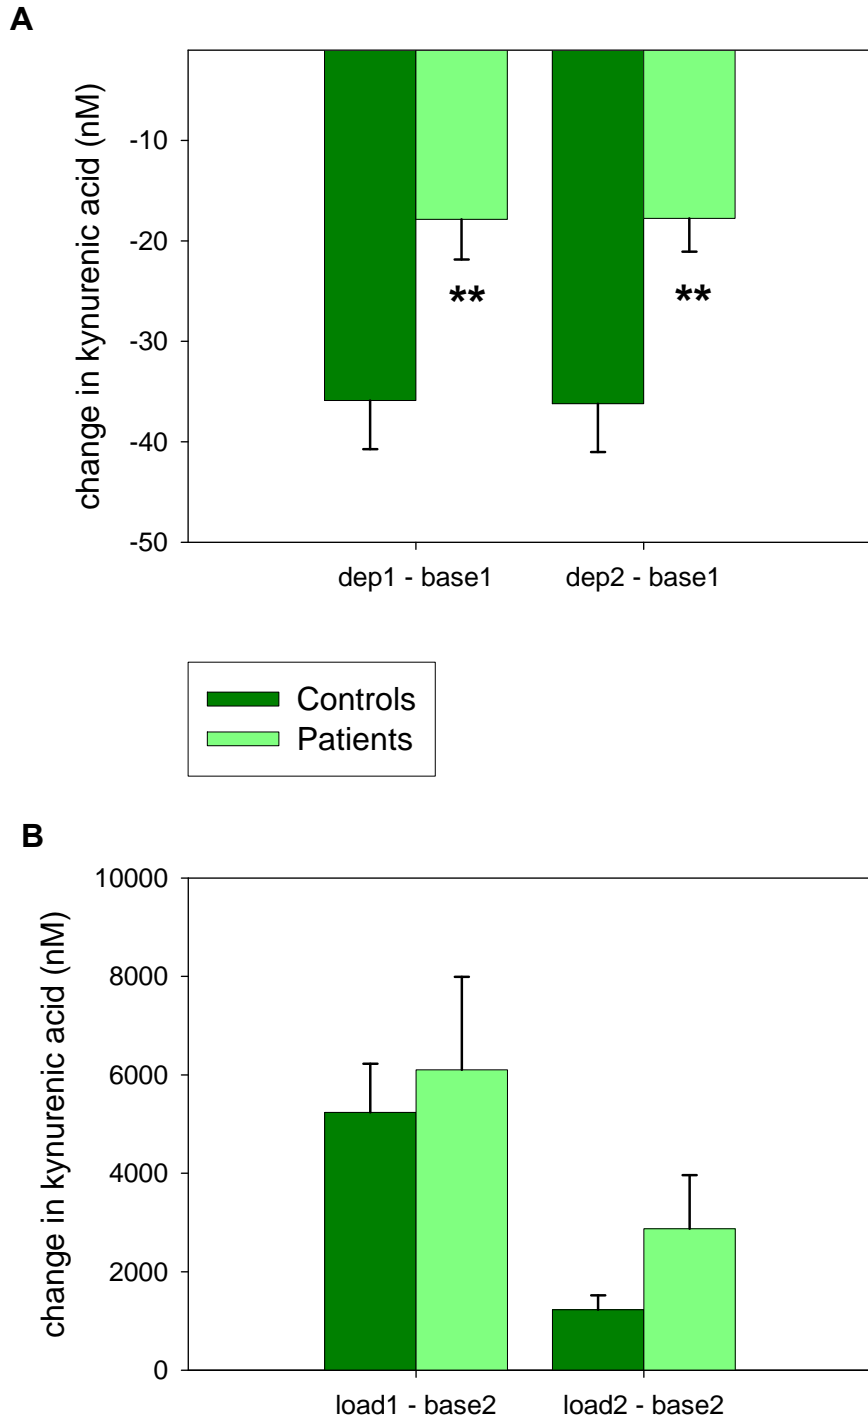 A
change in kynurenic acid (nM)
-10
-20
-30
-40
-50
**
**
dep1 - base1
dep2 - base1
Controls
Patients
B
change in kynurenic acid (nM)
10000
8000
6000
4000
2000
0
load1 - base2
load2 - base2